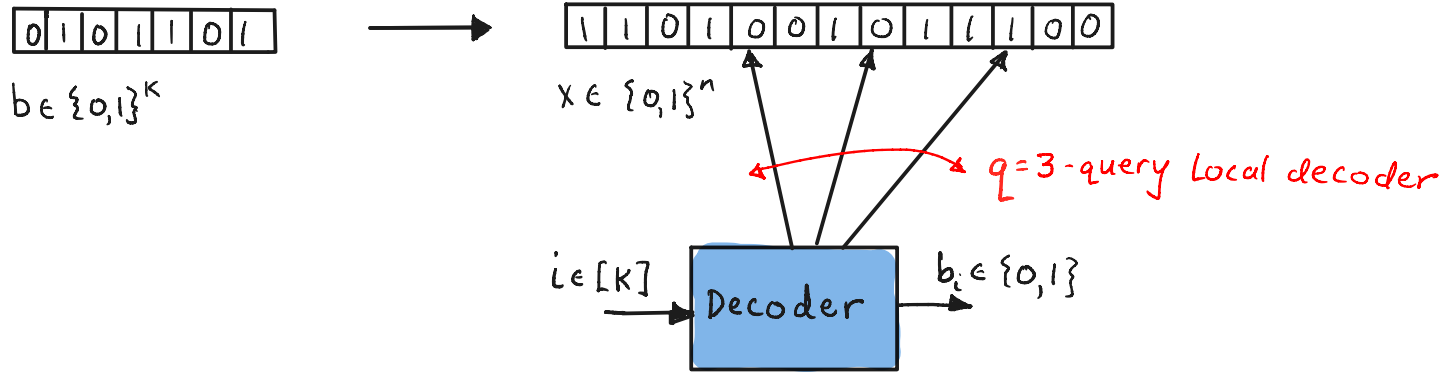 0 1 0 1 1 0 1
1 1 0 1 0 0 1 0 1 1 1 0 0
b ∈ {0,1}^k
x ∈ {0,1}^n
q=3-query Local decoder
i ∈ [k]
b_i ∈ {0,1}
Decoder